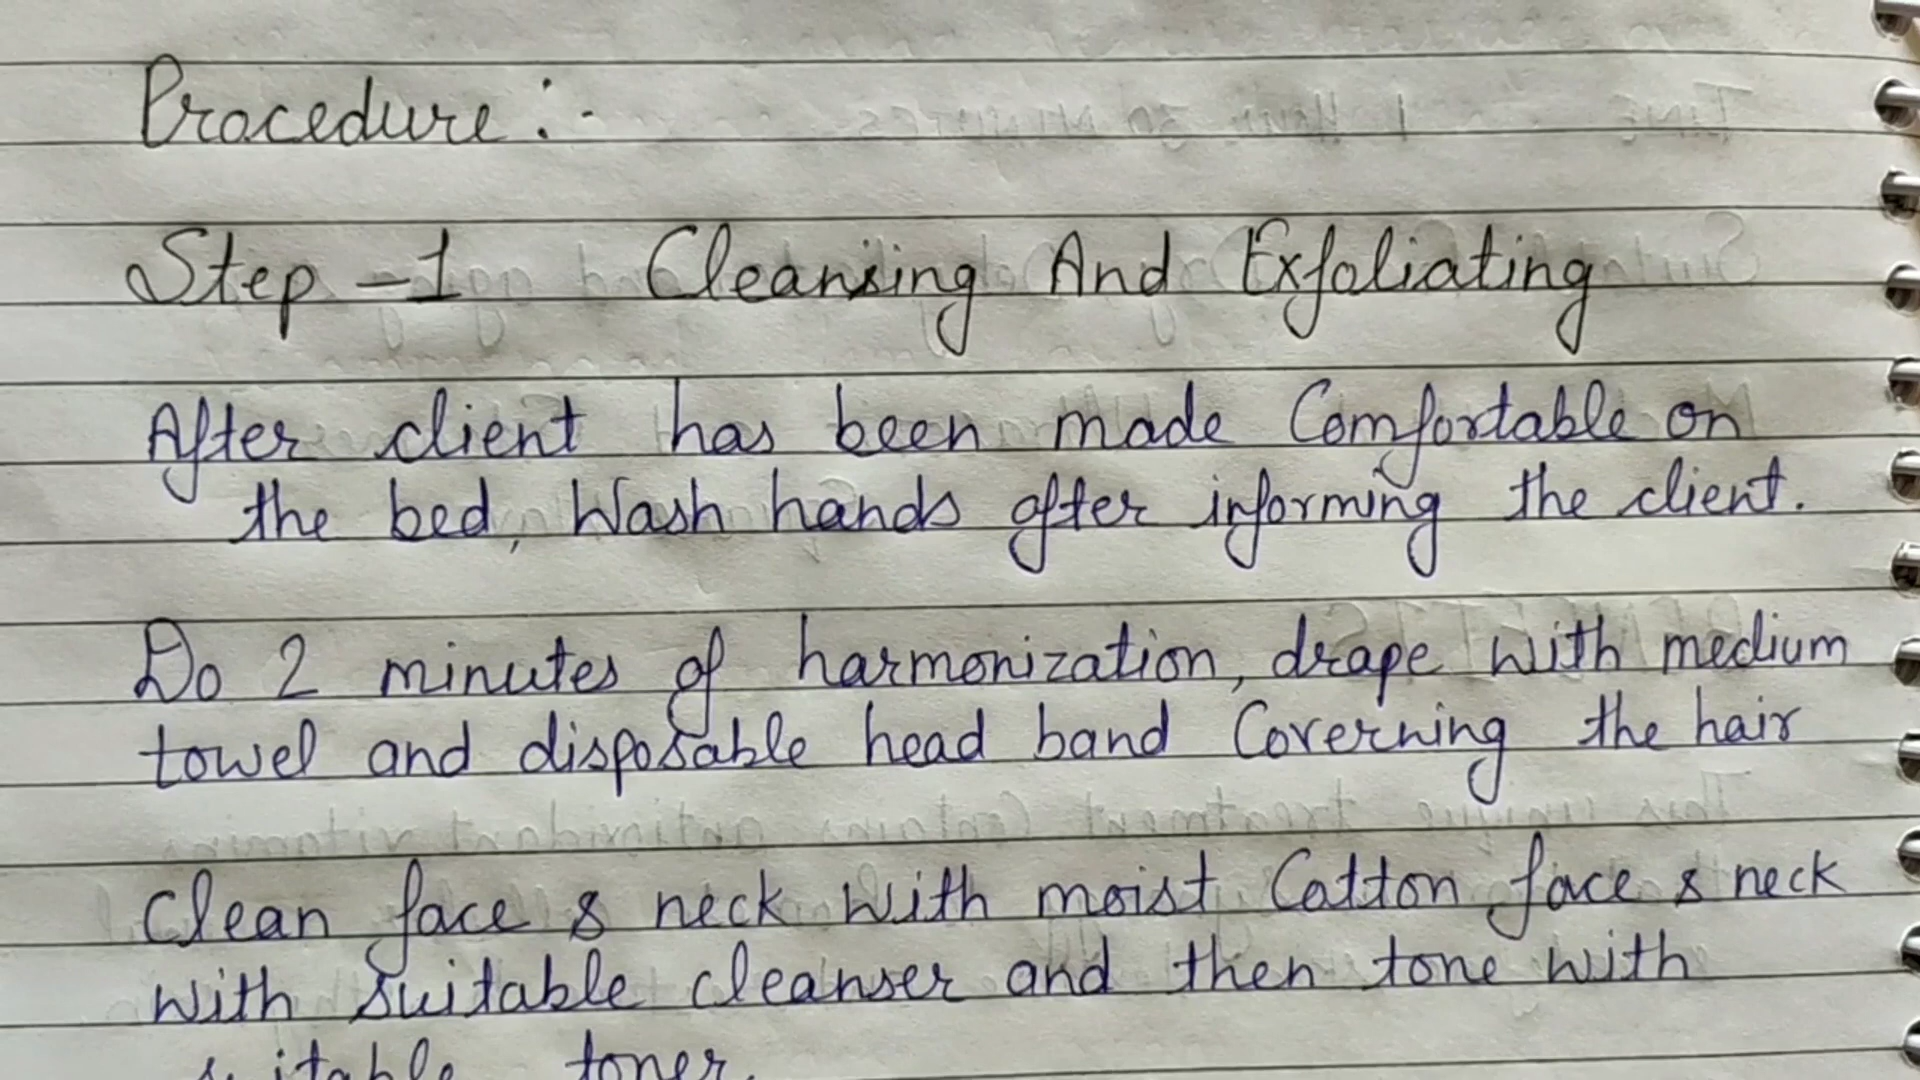 Procedure :-
Step -1 Cleansing And Exfoliating
After client has been made Comfortable on
the bed, Wash hands after informing the client.
Do 2 minutes of harmonization, drape with medium
towel and disposable head band Coverning the hair
Clean face & neck with moist Cotton face & neck
with suitable cleanser and then tone with
suitable toner.